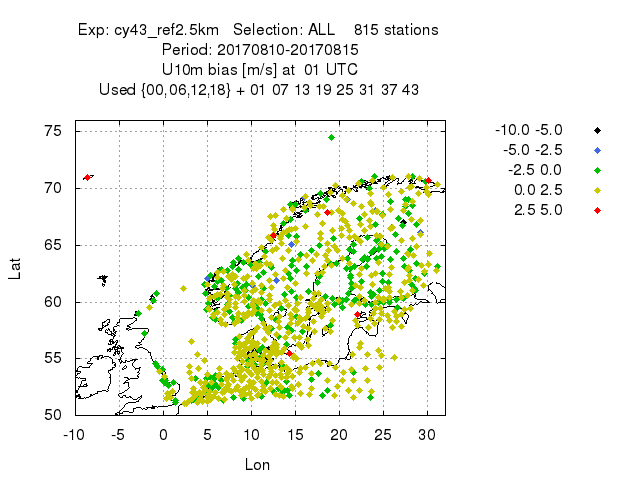 Exp: cy43_ref2.5km   Selection: ALL    815 stations
Period: 20170810-20170815
U10m bias [m/s] at  01 UTC
Used {00,06,12,18} + 01 07 13 19 25 31 37 43
75
70
65
60
55
50
Lat
-10 -5 0 5 10 15 20 25 30
Lon
-10.0 -5.0
-5.0 -2.5
-2.5 0.0
0.0 2.5
2.5 5.0